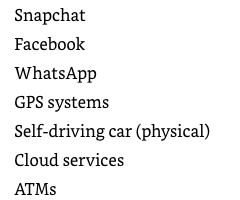 Snapchat
Facebook
WhatsApp
GPS systems
Self-driving car (physical)
Cloud services
ATMs